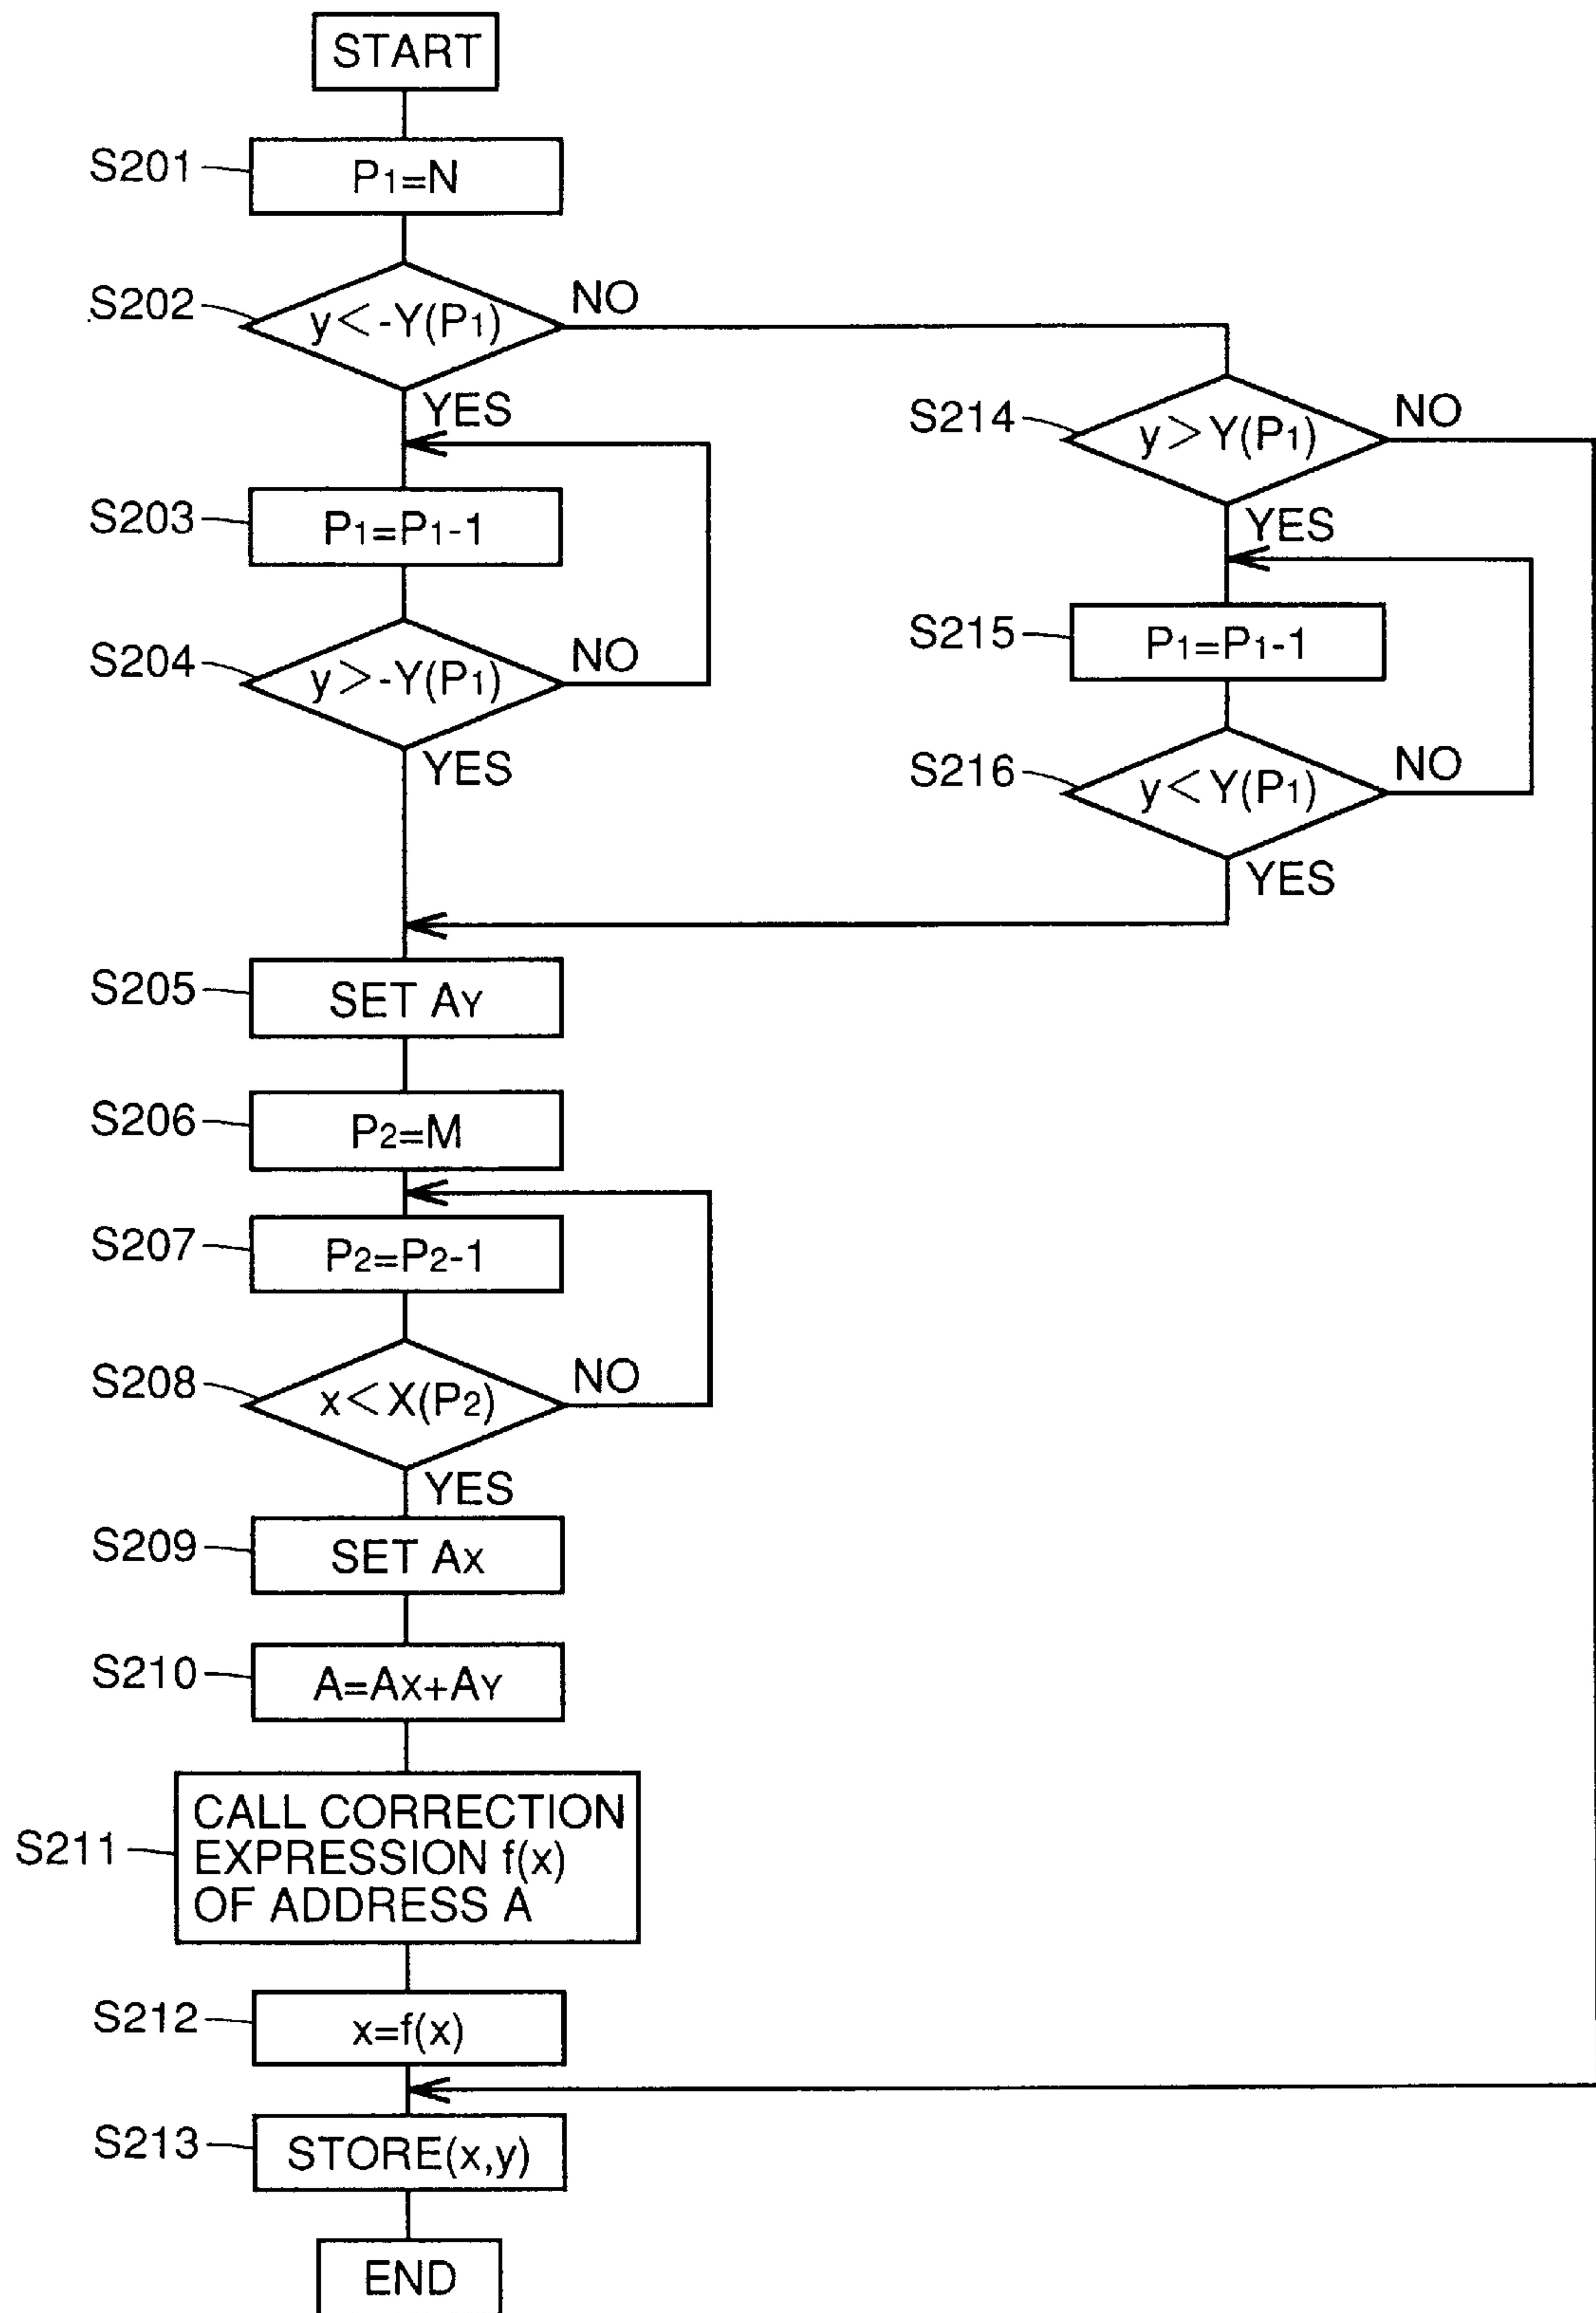 START
S201
P1=N
S202
y<-Y(P1)
NO
YES
S214
y>Y(P1)
NO
YES
S203
P1=P1-1
S204
y>-Y(P1)
NO
YES
S215
P1=P1-1
S216
y<Y(P1)
NO
YES
S205
SET AY
S206
P2=M
S207
P2=P2-1
S208
x<X(P2)
NO
YES
S209
SET AX
S210
A=AX+AY
S211
CALL CORRECTION
EXPRESSION f(x)
OF ADDRESS A
S212
x=f(x)
S213
STORE(x,y)
END